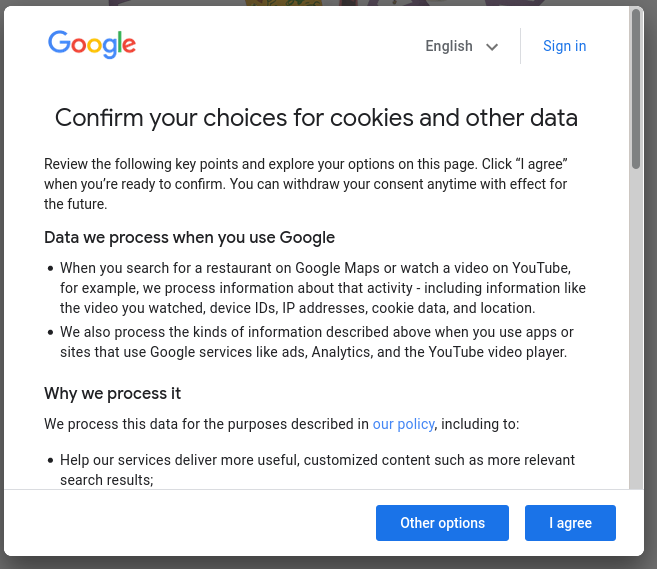 Google
English
Sign in
Confirm your choices for cookies and other data
Review the following key points and explore your options on this page. Click “I agree”
when you’re ready to confirm. You can withdraw your consent anytime with effect for
the future.
Data we process when you use Google
• When you search for a restaurant on Google Maps or watch a video on YouTube,
for example, we process information about that activity - including information like
the video you watched, device IDs, IP addresses, cookie data, and location.
• We also process the kinds of information described above when you use apps or
sites that use Google services like ads, Analytics, and the YouTube video player.
Why we process it
We process this data for the purposes described in our policy, including to:
• Help our services deliver more useful, customized content such as more relevant
search results;
Other options
I agree